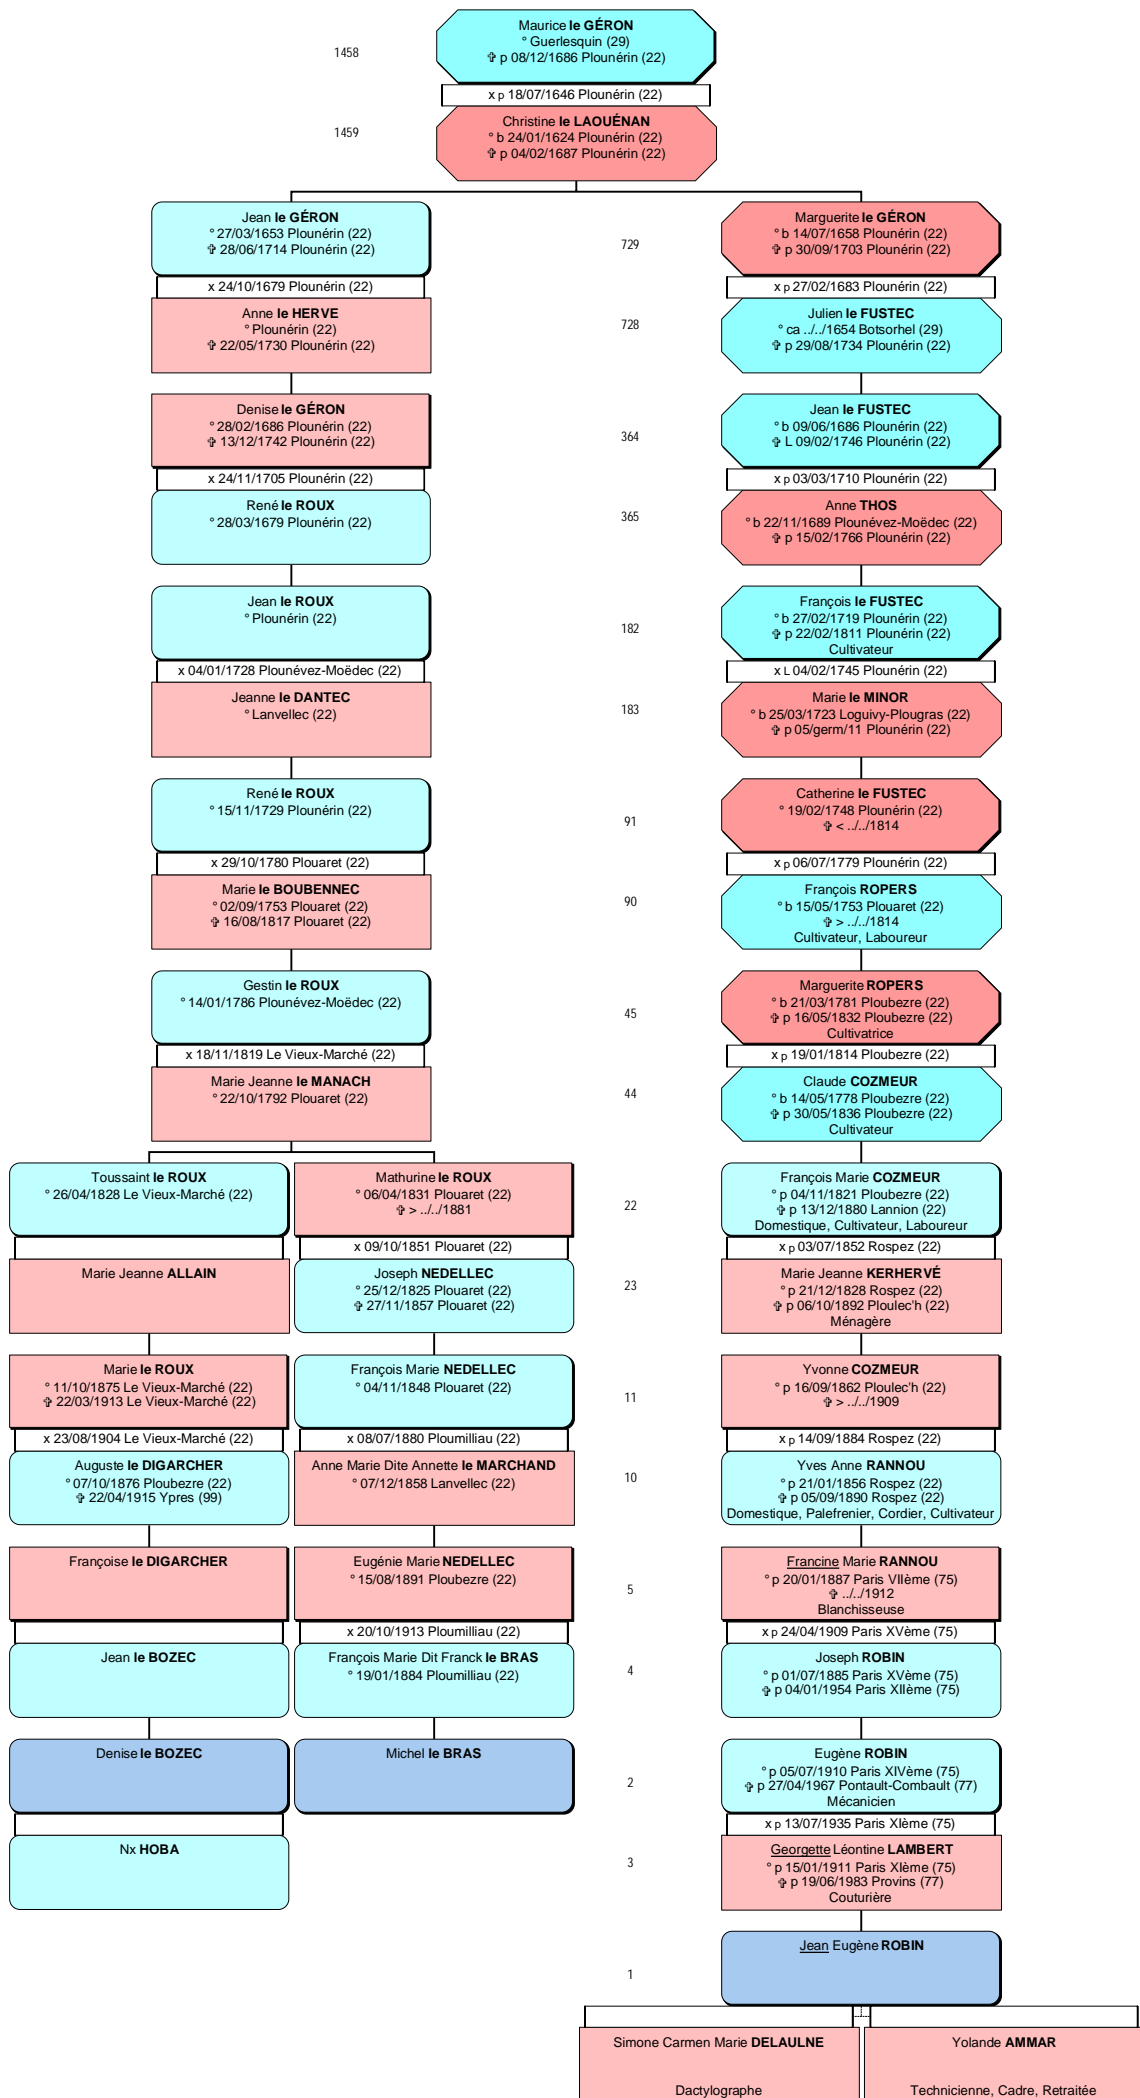 1458
Maurice le GÉRON
° Guerlesquin (29)
✞ p 08/12/1686 Plounérin (22)
x p 18/07/1646 Plounérin (22)
1459
Christine le LAOUÉNAN
° b 24/01/1624 Plounérin (22)
✞ p 04/02/1687 Plounérin (22)
Jean le GÉRON
° 27/03/1653 Plounérin (22)
✞ 28/06/1714 Plounérin (22)
x 24/10/1679 Plounérin (22)
Anne le HERVE
° Plounérin (22)
✞ 22/05/1730 Plounérin (22)
729
Marguerite le GÉRON
° b 14/07/1658 Plounérin (22)
✞ p 30/09/1703 Plounérin (22)
x p 27/02/1683 Plounérin (22)
728
Julien le FUSTEC
° ca ../../1654 Botsorhel (29)
✞ p 29/08/1734 Plounérin (22)
Denise le GÉRON
° 28/02/1686 Plounérin (22)
✞ 13/12/1742 Plounérin (22)
x 24/11/1705 Plounérin (22)
René le ROUX
° 28/03/1679 Plounérin (22)
364
Jean le FUSTEC
° b 09/06/1686 Plounérin (22)
✞ L 09/02/1746 Plounérin (22)
x p 03/03/1710 Plounérin (22)
365
Anne THOS
° b 22/11/1689 Plounévez-Moëdec (22)
✞ p 15/02/1766 Plounérin (22)
Jean le ROUX
° Plounérin (22)
x 04/01/1728 Plounévez-Moëdec (22)
Jeanne le DANTEC
° Lanvellec (22)
182
François le FUSTEC
° b 27/02/1719 Plounérin (22)
✞ p 22/02/1811 Plounérin (22)
Cultivateur
x L 04/02/1745 Plounérin (22)
183
Marie le MINOR
° b 25/03/1723 Loguivy-Plougras (22)
✞ p 05/germ/11 Plounérin (22)
René le ROUX
° 15/11/1729 Plounérin (22)
x 29/10/1780 Plouaret (22)
Marie le BOUBENNEC
° 02/09/1753 Plouaret (22)
✞ 16/08/1817 Plouaret (22)
91
Catherine le FUSTEC
° 19/02/1748 Plounérin (22)
✞ < ../../1814
x p 06/07/1779 Plounérin (22)
90
François ROPERS
° b 15/05/1753 Plouaret (22)
✞ > ../../1814
Cultivateur, Laboureur
Gestin le ROUX
° 14/01/1786 Plounévez-Moëdec (22)
x 18/11/1819 Le Vieux-Marché (22)
Marie Jeanne le MANACH
° 22/10/1792 Plouaret (22)
45
Marguerite ROPERS
° b 21/03/1781 Ploubezre (22)
✞ p 16/05/1832 Ploubezre (22)
Cultivatrice
x p 19/01/1814 Ploubezre (22)
44
Claude COZMEUR
° b 14/05/1778 Ploubezre (22)
✞ p 30/05/1836 Ploubezre (22)
Cultivateur
Toussaint le ROUX
° 26/04/1828 Le Vieux-Marché (22)
Marie Jeanne ALLAIN
Mathurine le ROUX
° 06/04/1831 Plouaret (22)
✞ > ../../1881
x 09/10/1851 Plouaret (22)
Joseph NEDELLEC
° 25/12/1825 Plouaret (22)
✞ 27/11/1857 Plouaret (22)
22
François Marie COZMEUR
° p 04/11/1821 Ploubezre (22)
✞ p 13/12/1880 Lannion (22)
Domestique, Cultivateur, Laboureur
x p 03/07/1852 Rospez (22)
23
Marie Jeanne KERHERVÉ
° p 21/12/1828 Rospez (22)
✞ p 06/10/1892 Ploulec'h (22)
Ménagère
Marie le ROUX
° 11/10/1875 Le Vieux-Marché (22)
✞ 22/03/1913 Le Vieux-Marché (22)
x 23/08/1904 Le Vieux-Marché (22)
Auguste le DIGARCHER
° 07/10/1876 Ploubezre (22)
✞ 22/04/1915 Ypres (99)
François Marie NEDELLEC
° 04/11/1848 Plouaret (22)
x 08/07/1880 Ploumilliau (22)
Anne Marie Dite Annette le MARCHAND
° 07/12/1858 Lanvellec (22)
11
Yvonne COZMEUR
° p 16/09/1862 Ploulec'h (22)
✞ > ../../1909
x p 14/09/1884 Rospez (22)
10
Yves Anne RANNOU
° p 21/01/1856 Rospez (22)
✞ p 05/09/1890 Rospez (22)
Domestique, Palefrenier, Cordier, Cultivateur
Françoise le DIGARCHER
Jean le BOZEC
Eugénie Marie NEDELLEC
° 15/08/1891 Ploubezre (22)
x 20/10/1913 Ploumilliau (22)
François Marie Dit Franck le BRAS
° 19/01/1884 Ploumilliau (22)
5
Francine Marie RANNOU
° p 20/01/1887 Paris VIIème (75)
✞ ../../1912
Blanchisseuse
x p 24/04/1909 Paris XVème (75)
4
Joseph ROBIN
° p 01/07/1885 Paris XVème (75)
✞ p 04/01/1954 Paris XIIème (75)
Denise le BOZEC
Nx HOBA
Michel le BRAS
2
Eugène ROBIN
° p 05/07/1910 Paris XIVème (75)
✞ p 27/04/1967 Pontault-Combault (77)
Mécanicien
x p 13/07/1935 Paris XIème (75)
3
Georgette Léontine LAMBERT
° p 15/01/1911 Paris XIème (75)
✞ p 19/06/1983 Provins (77)
Couturière
1
Jean Eugène ROBIN
Simone Carmen Marie DELAULNE
Dactylographe
Yolande AMMAR
Technicienne, Cadre, Retraitée